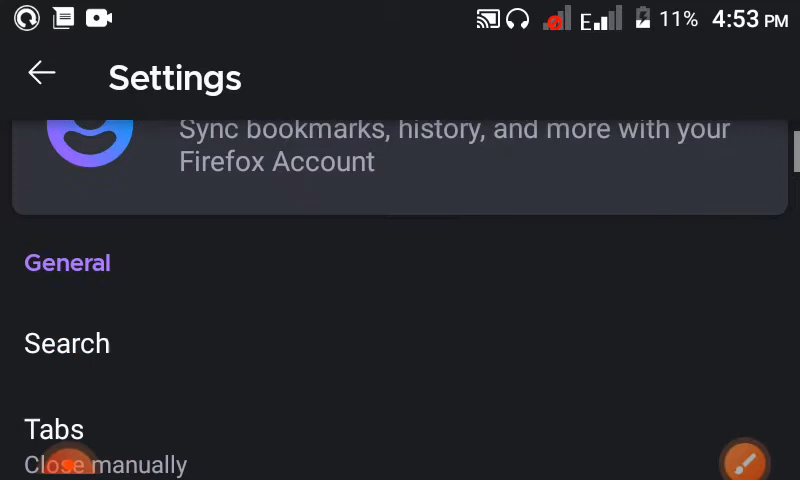 E 11% 4:53 PM
Settings
Sync bookmarks, history, and more with your
Firefox Account
General
Search
Tabs
Close manually